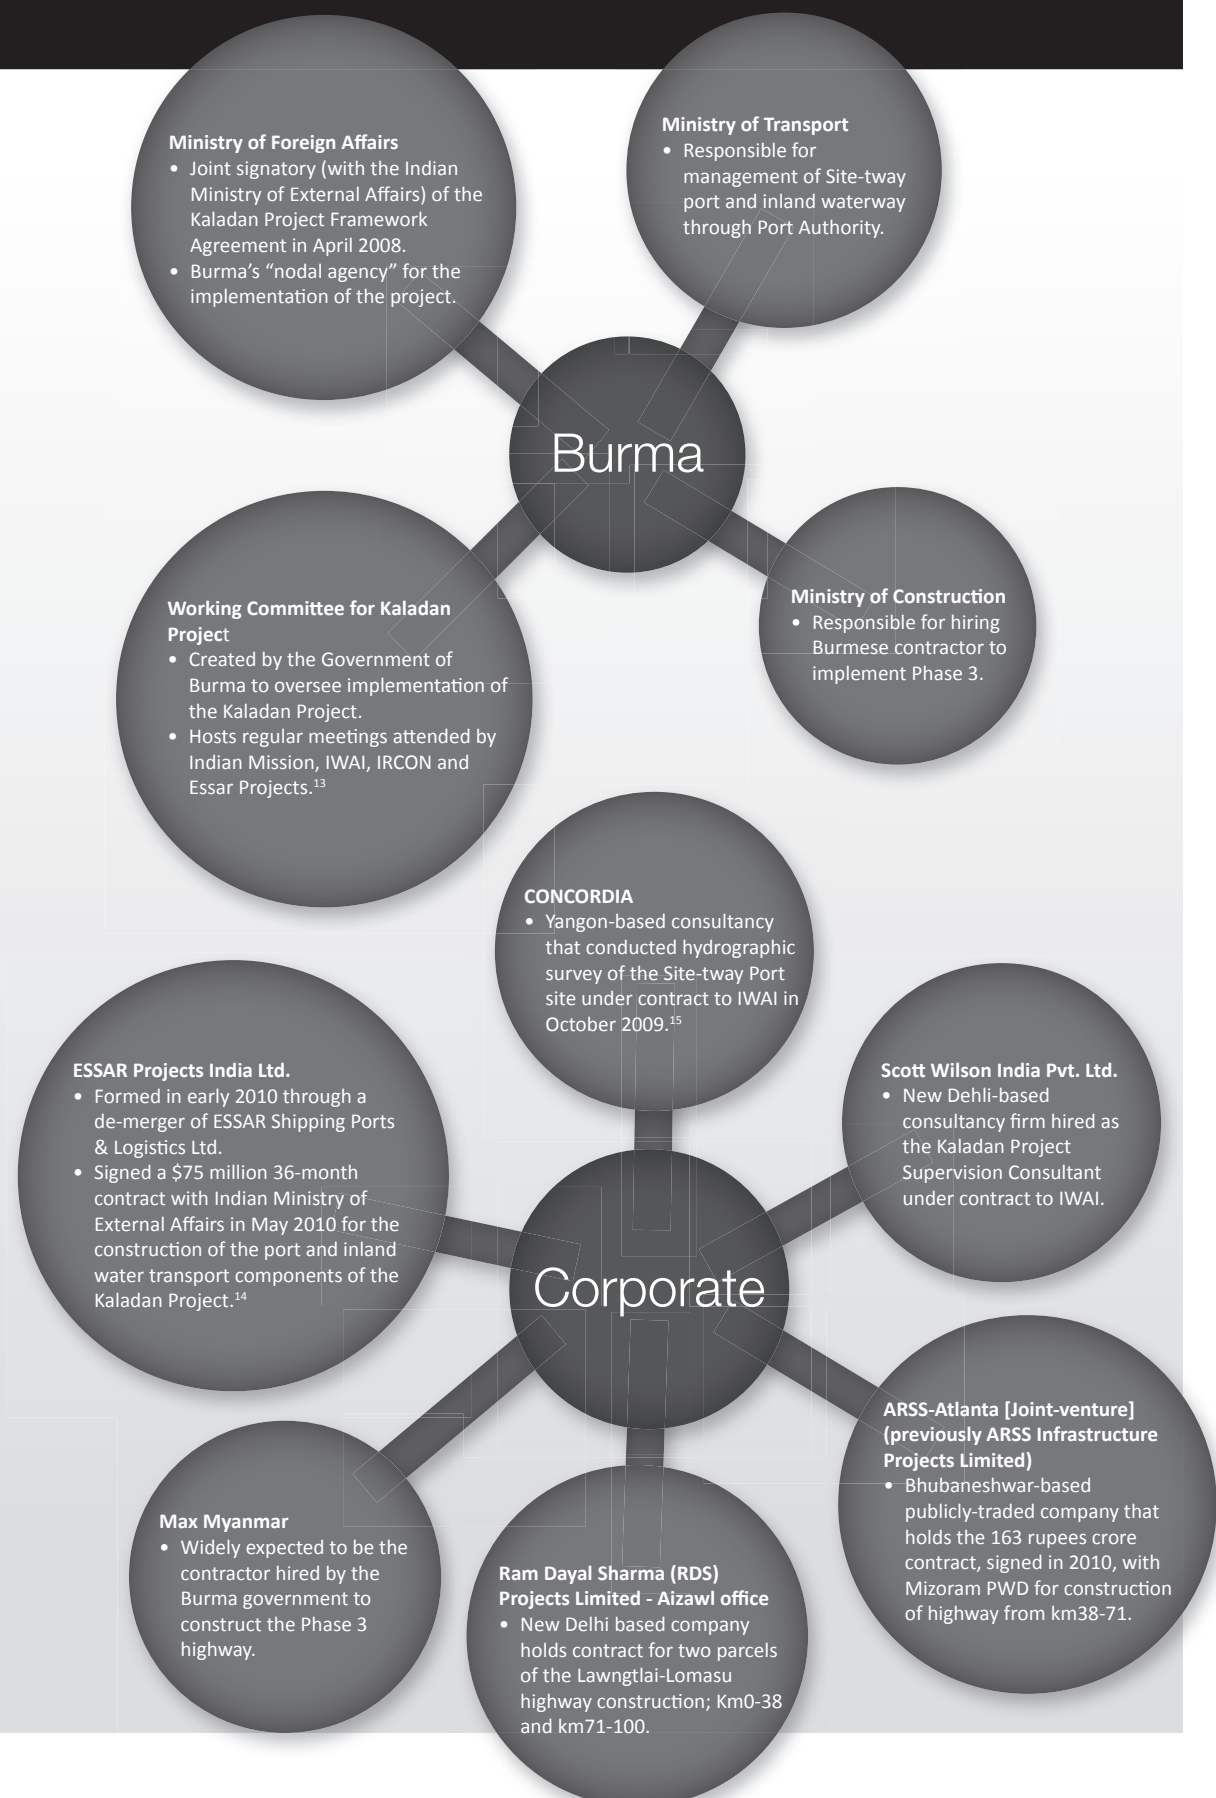 Ministry of Foreign Affairs
• Joint signatory (with the Indian
Ministry of External Affairs) of the
Kaladan Project Framework
Agreement in April 2008.
• Burma's “nodal agency” for the
implementation of the project.
Ministry of Transport
• Responsible for
management of Site-tway
port and inland waterway
through Port Authority.
Burma
Working Committee for Kaladan
Project
• Created by the Government of
Burma to oversee implementation of
the Kaladan Project.
• Hosts regular meetings attended by
Indian Mission, IWAI, IRCON and
Essar Projects.13
Ministry of Construction
• Responsible for hiring
Burmese contractor to
implement Phase 3.
CONCORDIA
• Yangon-based consultancy
that conducted hydrographic
survey of the Site-tway Port
site under contract to IWAI in
October 2009.15
ESSAR Projects India Ltd.
• Formed in early 2010 through a
de-merger of ESSAR Shipping Ports
& Logistics Ltd.
• Signed a $75 million 36-month
contract with Indian Ministry of
External Affairs in May 2010 for the
construction of the port and inland
water transport components of the
Kaladan Project.14
Scott Wilson India Pvt. Ltd.
• New Dehli-based
consultancy firm hired as
the Kaladan Project
Supervision Consultant
under contract to IWAI.
Corporate
ARSS-Atlanta [Joint-venture]
(previously ARSS Infrastructure
Projects Limited)
• Bhubaneshwar-based
publicly-traded company that
holds the 163 rupees crore
contract, signed in 2010, with
Mizoram PWD for construction
of highway from km38-71.
Max Myanmar
• Widely expected to be the
contractor hired by the
Burma government to
construct the Phase 3
highway.
Ram Dayal Sharma (RDS)
Projects Limited - Aizawl office
• New Delhi based company
holds contract for two parcels
of the Lawngtlai-Lomasu
highway construction; Km0-38
and km71-100.